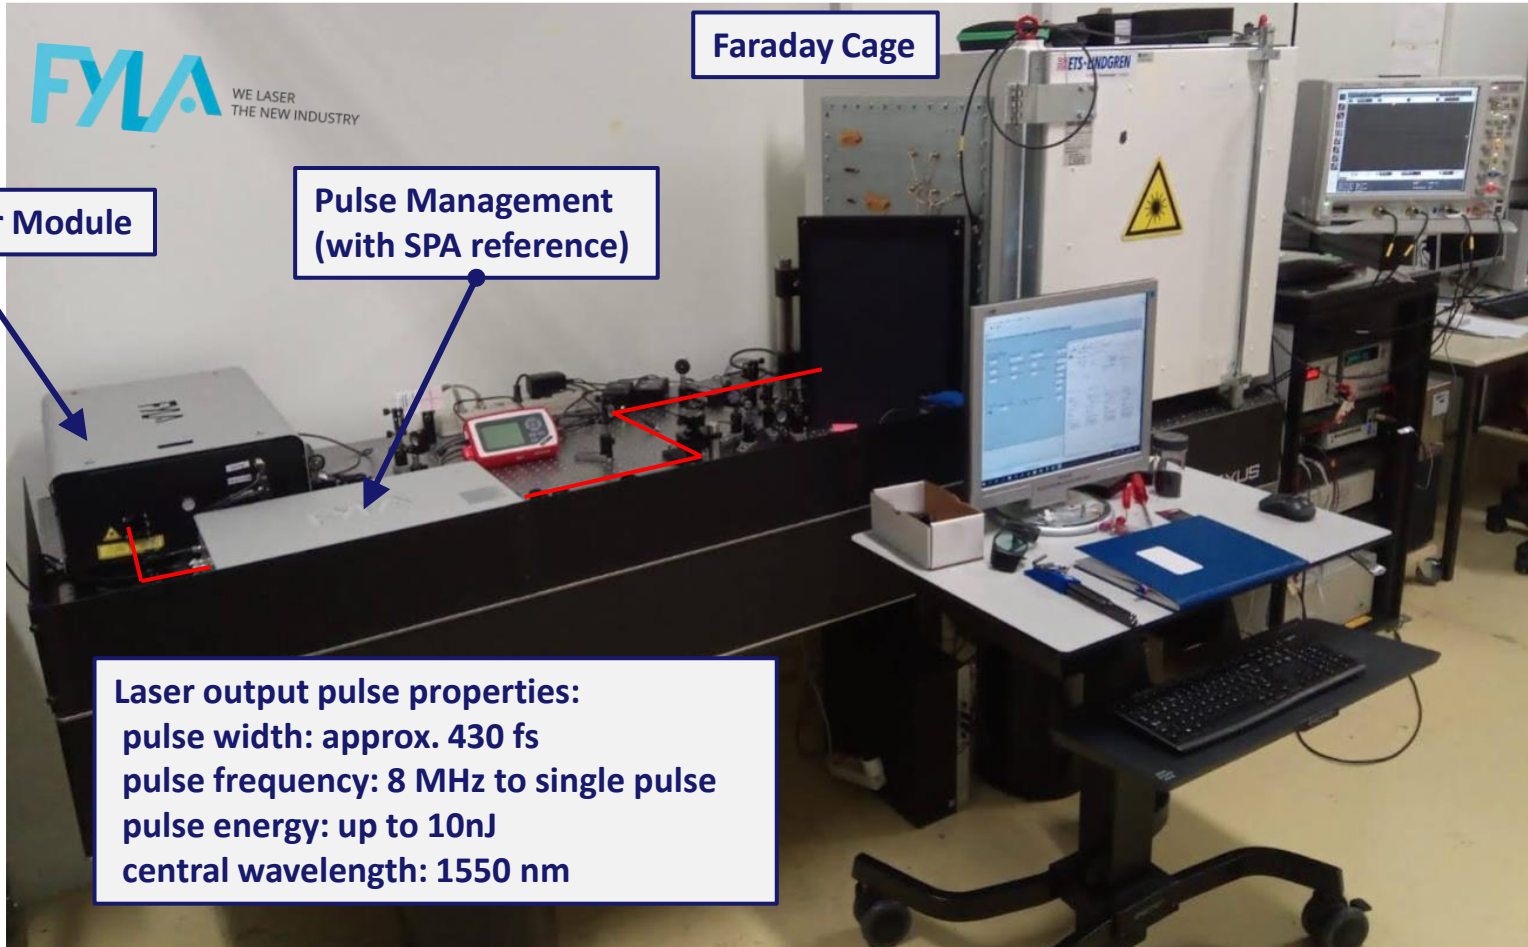 FYLA
WE LASER
THE NEW INDUSTRY
Faraday Cage
r Module
Pulse Management
(with SPA reference)
ETS·LINDGREN
FYLA
FYLA
Laser output pulse properties:
pulse width: approx. 430 fs
pulse frequency: 8 MHz to single pulse
pulse energy: up to 10nJ
central wavelength: 1550 nm